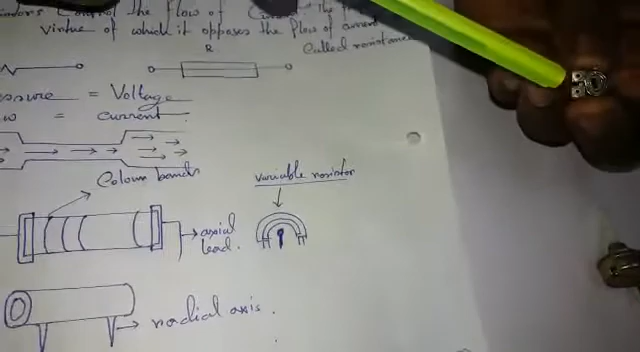 Control the flow of
virtue of which it opposes the flow of current
called resistance
R
= Voltage
= current
Colour bands
variable resistor
axial
lead.
radial axis.